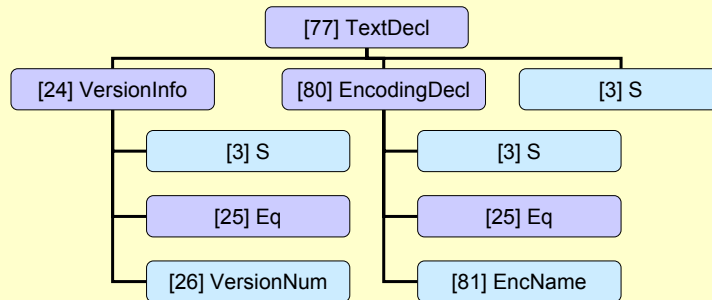 [77] TextDecl
[24] VersionInfo
[80] EncodingDecl
[3] S
[3] S
[3] S
[25] Eq
[25] Eq
[26] VersionNum
[81] EncName